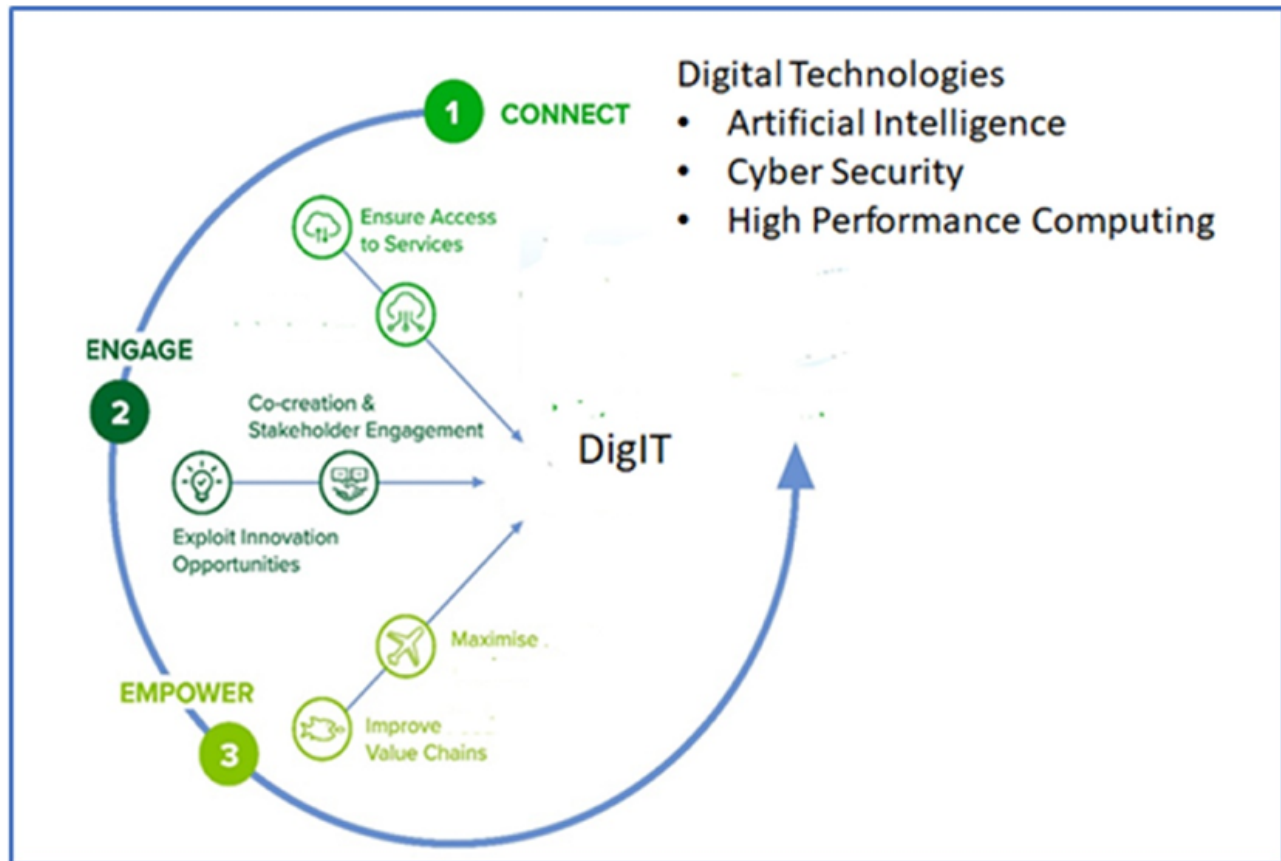 Digital Technologies
• Artificial Intelligence
• Cyber Security
• High Performance Computing
1 CONNECT
Ensure Access
to Services
ENGAGE
2
Co-creation &
Stakeholder Engagement
DigIT
Exploit Innovation
Opportunities
Maximise
EMPOWER
3
Improve
Value Chains